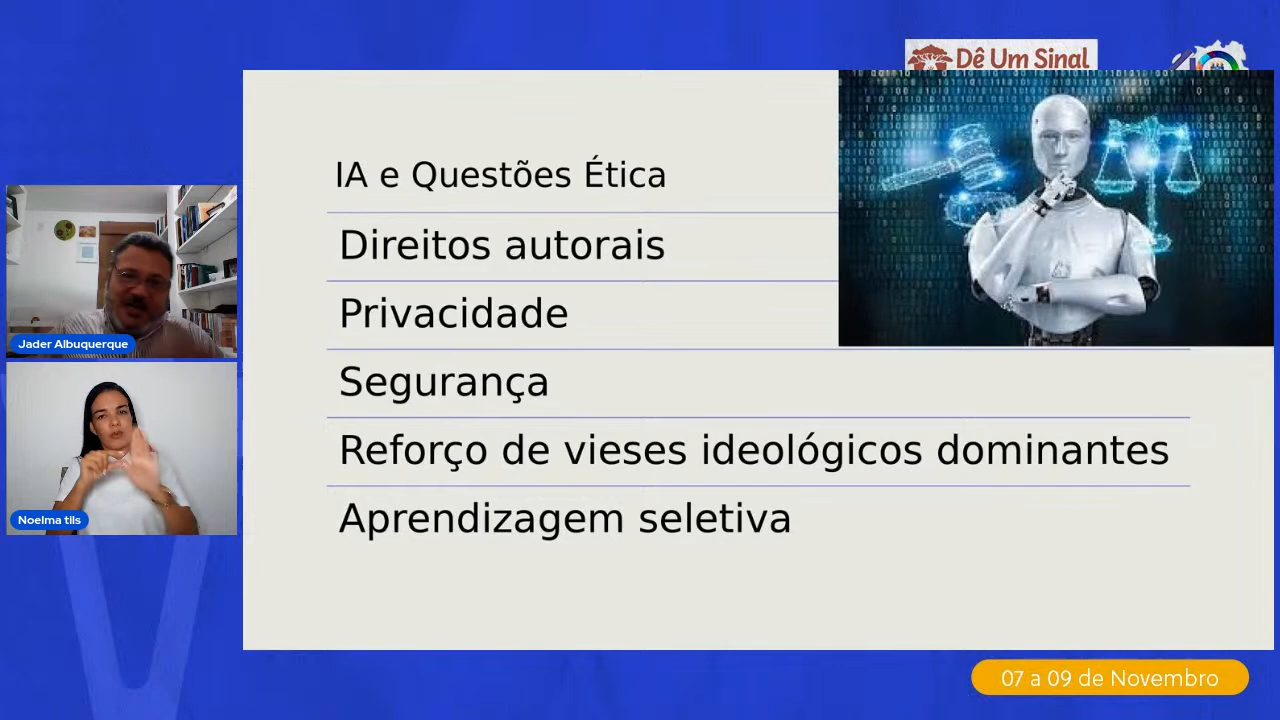 Dê Um Sinal
IA e Questões Ética
Direitos autorais
Privacidade
Segurança
Reforço de vieses ideológicos dominantes
Aprendizagem seletiva
Jader Albuquerque
Noelma tils
07 a 09 de Novembro